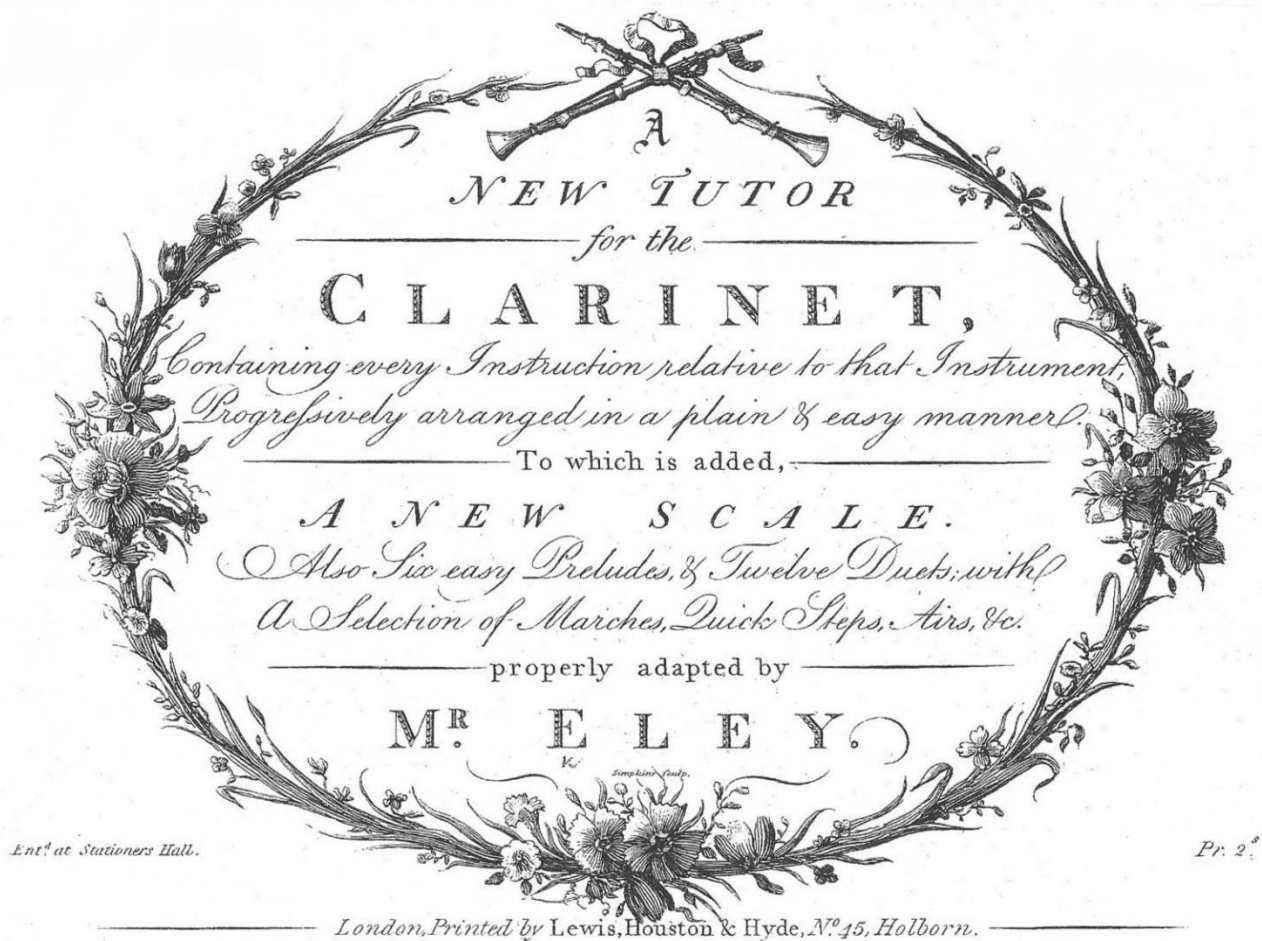 A
NEW TUTOR
for the
CLARINET,
Containing every Instruction relative to that Instrument,
Progreſsively arranged in a plain & easy manner.
To which is added,
A NEW SCALE.
Also Six easy Preludes, & Twelve Duets; with
A Selection of Marches, Quick Steps, Airs, &c.
properly adapted by
Mr. ELEY.
Simpkins sculp.
Ent.d at Stationers Hall.
Pr. 2.s
London, Printed by Lewis, Houston & Hyde, No. 45, Holborn.